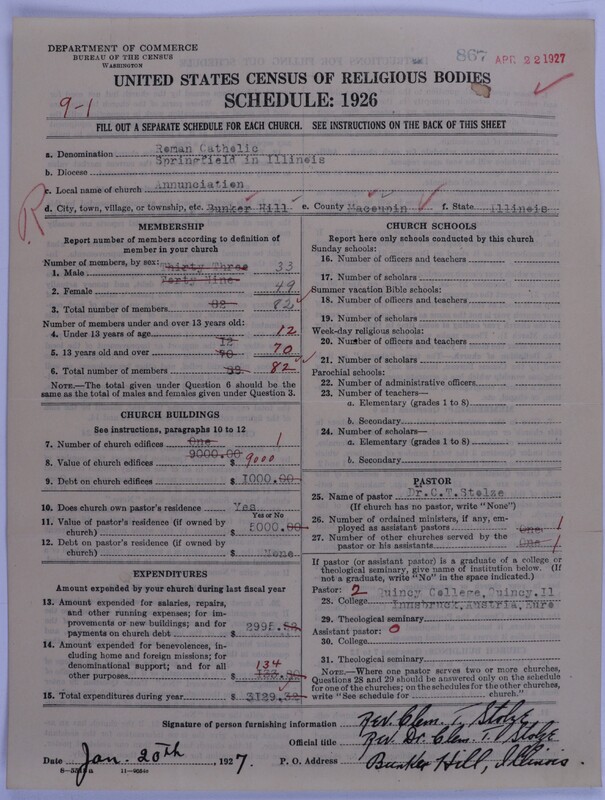 DEPARTMENT OF COMMERCE
BUREAU OF THE CENSUS
WASHINGTON
867
APR 22 1927
UNITED STATES CENSUS OF RELIGIOUS BODIES
9-1
SCHEDULE: 1926
FILL OUT A SEPARATE SCHEDULE FOR EACH CHURCH. SEE INSTRUCTIONS ON THE BACK OF THIS SHEET
a. Denomination Roman Catholic
b. Diocese Springfield in Illinois
c. Local name of church Annunciation
R
d. City, town, village, or township, etc. Bunker Hill e. County Macoupin f. State Illinois
MEMBERSHIP
Report number of members according to definition of
member in your church
Number of members, by sex:
1. Male Thirty Three 33
2. Female Forty Nine 49
3. Total number of members 82 82
Number of members under and over 13 years old:
4. Under 13 years of age 12 12
5. 13 years old and over 70 70
6. Total number of members 82
NOTE.—The total given under Question 6 should be
the same as the total of males and females given under Question 3.
CHURCH BUILDINGS
See instructions, paragraphs 10 to 12
7. Number of church edifices One 1
8. Value of church edifices $ 9000.00 9000
9. Debt on church edifices $ 1000.00
10. Does church own pastor's residence? Yes
Yes or No
11. Value of pastor's residence (if owned by
church) $ 5000.00
12. Debt on pastor's residence (if owned by
church) $ None
EXPENDITURES
Amount expended by your church during last fiscal year
13. Amount expended for salaries, repairs,
and other running expenses; for im-
provements or new buildings; and for
payments on church debt $ 2995.
14. Amount expended for benevolences,
including home and foreign missions; for
denominational support; and for all
other purposes $ 134
15. Total expenditures during year $ 3129.
CHURCH SCHOOLS
Report here only schools conducted by this church
Sunday schools:
16. Number of officers and teachers
17. Number of scholars
Summer vacation Bible schools:
18. Number of officers and teachers
19. Number of scholars
Week-day religious schools:
20. Number of officers and teachers
21. Number of scholars
Parochial schools:
22. Number of administrative officers
23. Number of teachers—
a. Elementary (grades 1 to 8)
b. Secondary
24. Number of scholars—
a. Elementary (grades 1 to 8)
b. Secondary
PASTOR
25. Name of pastor Dr.C.T.Stolze
(If church has no pastor, write "None")
26. Number of ordained ministers, if any, em-
ployed as assistant pastors One 1
27. Number of other churches served by the
pastor or his assistants One 1
If pastor (or assistant pastor) is a graduate of a college or
theological seminary, give name of institution below. (If
not a graduate, write "No" in the space indicated.)
Pastor: 2
28. College Quincy College, Quincy, Il
Innsbruck, Austria, Euro
29. Theological seminary
Assistant pastor: 0
30. College
31. Theological seminary
NOTE.—Where one pastor serves two or more churches,
Questions 28 and 29 should be answered only on the schedule
for one of the churches; on the schedules for the other churches,
write "See schedule for church."
Signature of person furnishing information Rev. Clem. T. Stolze
Official title Rev. Dr. Clem. T. Stolze
Date Jan. 20th, 1927. P. O. Address Bunker Hill, Illinois.